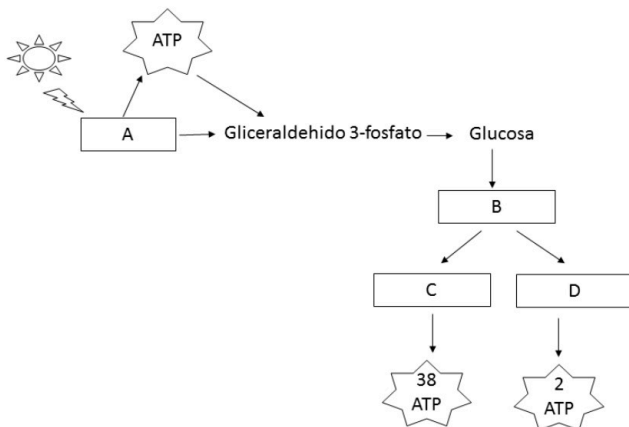 ATP
A
Gliceraldehido 3-fosfato
Glucosa
B
C
D
38
ATP
2
ATP